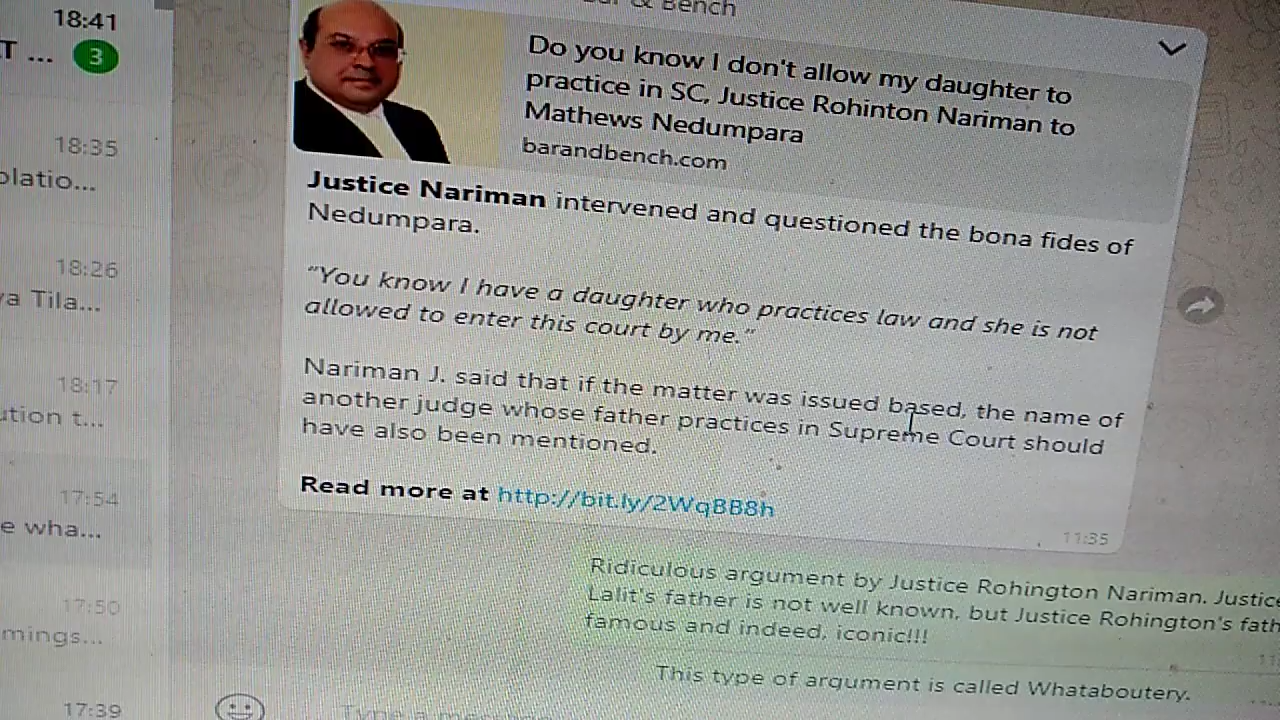 18:41
T ...
3
18:35
olatio...
18:26
va Tila...
18:17
ution t...
17:54
e wha...
17:50
mings...
17:39
& Bench
Do you know I don't allow my daughter to
practice in SC, Justice Rohinton Nariman to
Mathews Nedumpara
barandbench.com
Justice Nariman intervened and questioned the bona fides of
Nedumpara.
“You know I have a daughter who practices law and she is not
allowed to enter this court by me.”
Nariman J. said that if the matter was issued based, the name of
another judge whose father practices in Supreme Court should
have also been mentioned.
Read more at http://bit.ly/2WqBB8h
11:35
Ridiculous argument by Justice Rohington Nariman. Justice
Lalit's father is not well known, but Justice Rohington's fath
famous and indeed, iconic!!!
This type of argument is called Whataboutery.